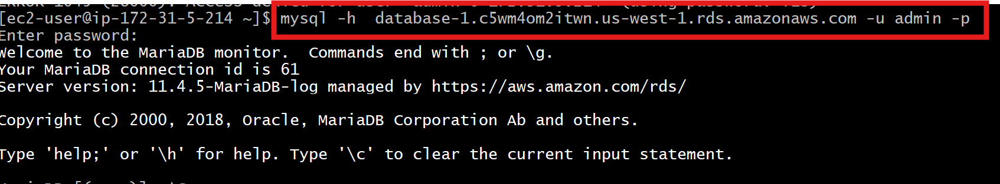 [ec2-user@ip-172-31-5-214 ~]$ mysql -h  database-1.c5wm4om2itwn.us-west-1.rds.amazonaws.com -u admin -p
Enter password:
Welcome to the MariaDB monitor.  Commands end with ; or \g.
Your MariaDB connection id is 61
Server version: 11.4.5-MariaDB-log managed by https://aws.amazon.com/rds/
Copyright (c) 2000, 2018, Oracle, MariaDB Corporation Ab and others.
Type 'help;' or '\h' for help. Type '\c' to clear the current input statement.